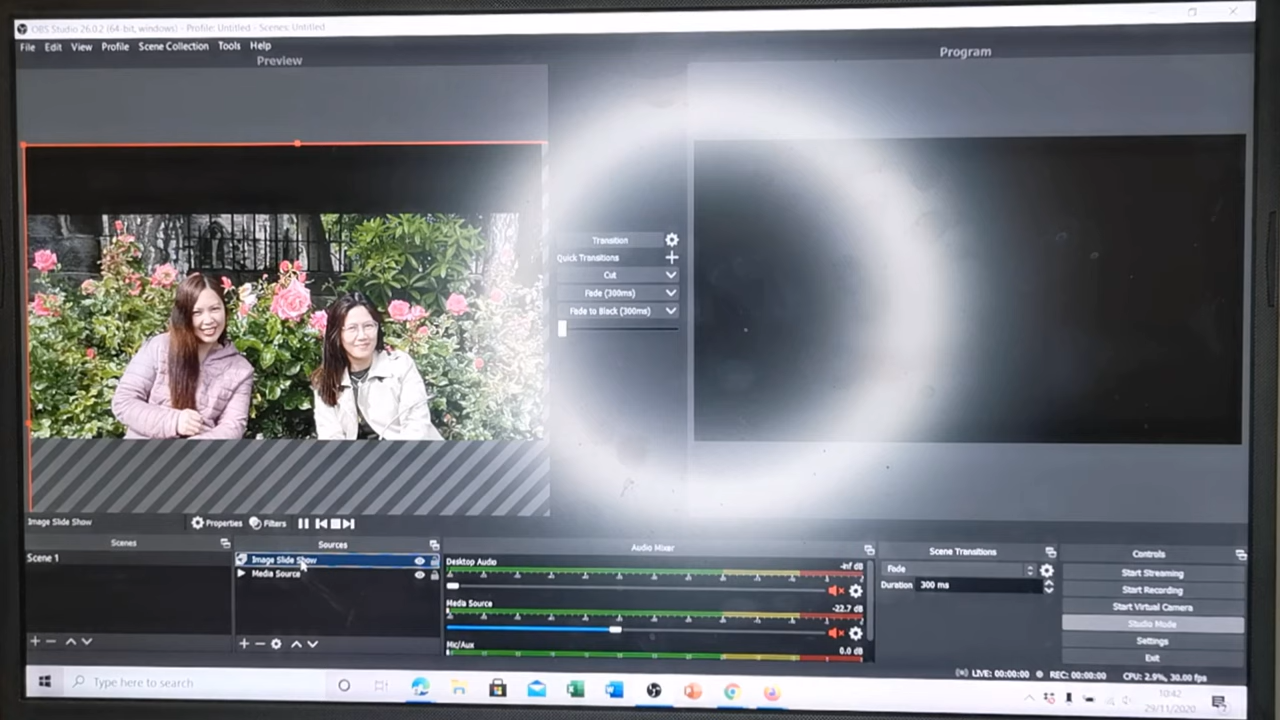 OBS Studio 26.0.2 (64-bit, windows) - Profile: Untitled - Scenes: Untitled
File Edit View Profile Scene Collection Tools Help
Preview
Program
Transition
Quick Transitions
Cut
Fade (300ms)
Fade to Black (300ms)
Image Slide Show
Properties
Filters
Scenes
Scene 1
Sources
Image Slide Show
Media Source
Audio Mixer
Desktop Audio
-inf dB
Media Source
-22.7 dB
Mic/Aux
0.0 dB
Scene Transitions
Fade
Duration 300 ms
Controls
Start Streaming
Start Recording
Start Virtual Camera
Studio Mode
Settings
Exit
LIVE: 00:00:00 REC: 00:00:00 CPU: 2.9%, 30.00 fps
Type here to search
10:42
29/11/2020